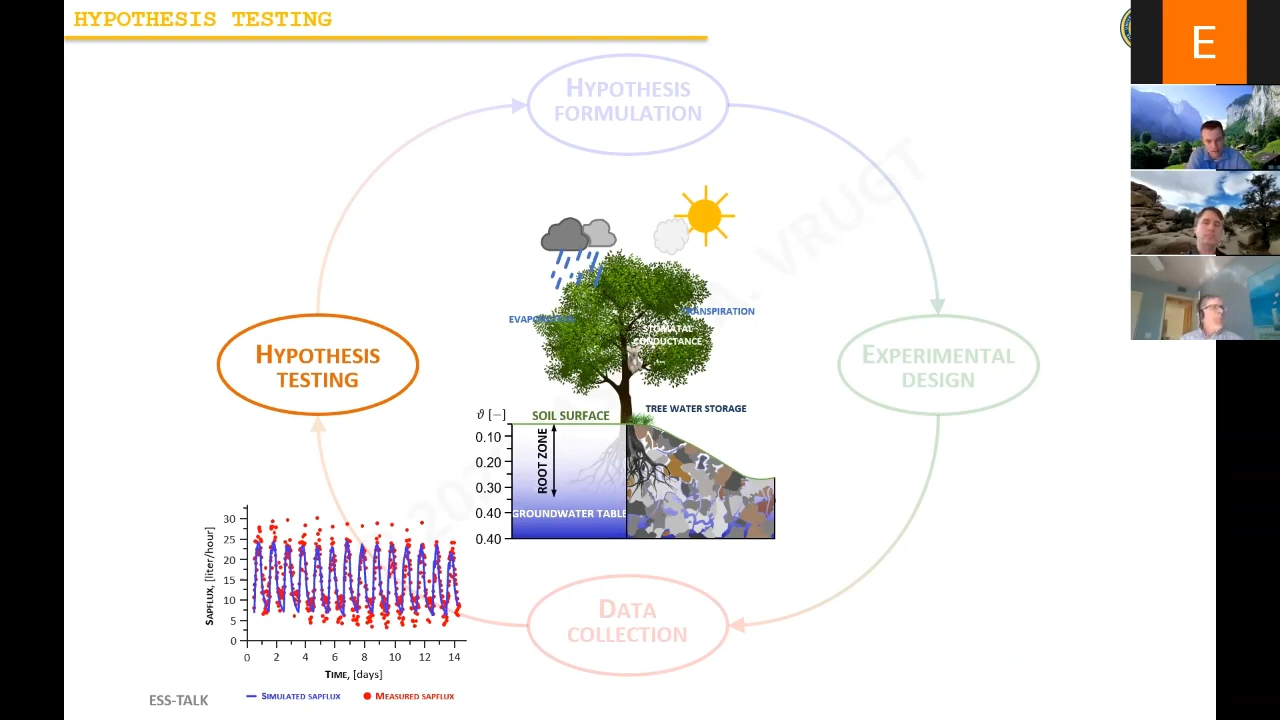 HYPOTHESIS TESTING
E
HYPOTHESIS
FORMULATION
TRANSPIRATION
STOMATAL
CONDUCTANCE
HYPOTHESIS
TESTING
EXPERIMENTAL
DESIGN
TREE WATER STORAGE
ϑ [−]
SOIL SURFACE
0.10
0.20
0.30
0.40
0.40
ROOT ZONE
GROUNDWATER TABLE
SAPFLUX, [liter/hour]
30
25
20
15
10
5
0
0 2 4 6 8 10 12 14
TIME, [days]
SIMULATED SAPFLUX
MEASURED SAPFLUX
DATA
COLLECTION
ESS-TALK
VRUGT